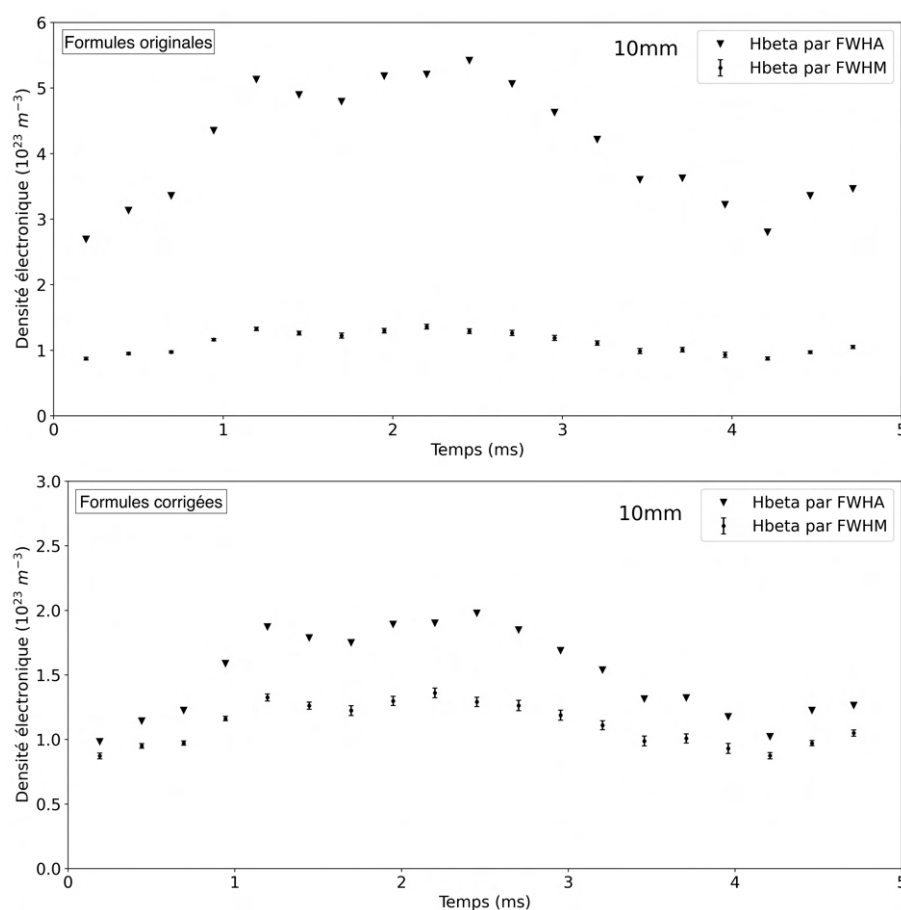 Formules originales
10mm
Hbeta par FWHA
Hbeta par FWHM
Densité électronique (10²³ m⁻³)
6
5
4
3
2
1
0
0 1 2 3 4 5
Temps (ms)
Formules corrigées
10mm
Hbeta par FWHA
Hbeta par FWHM
Densité électronique (10²³ m⁻³)
3.0
2.5
2.0
1.5
1.0
0.5
0.0
0 1 2 3 4 5
Temps (ms)